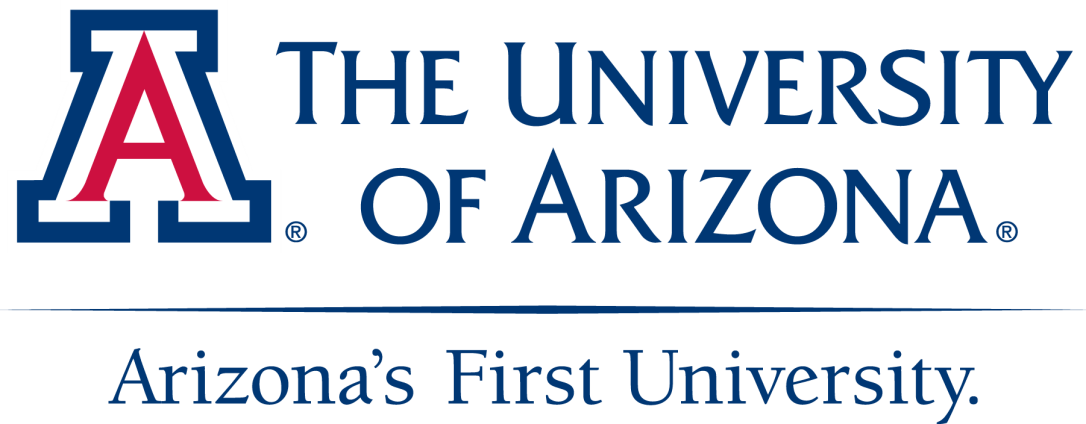 A® THE UNIVERSITY
OF ARIZONA®
Arizona's First University.